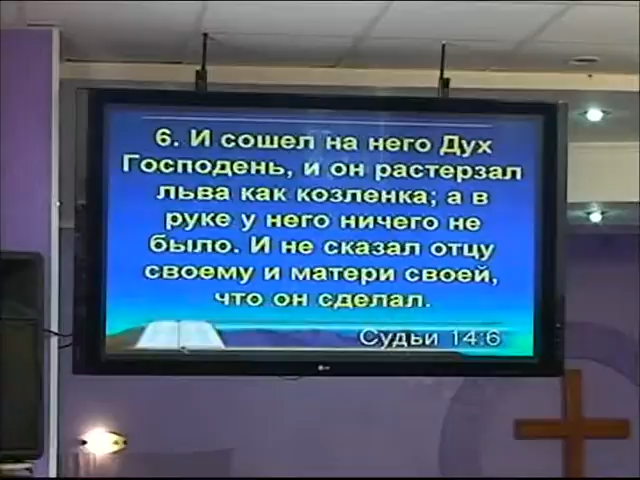 6. И сошел на него Дух
Господень, и он растерзал
льва как козленка; а в
руке у него ничего не
было. И не сказал отцу
своему и матери своей,
что он сделал.
Судьи 14:6
LG